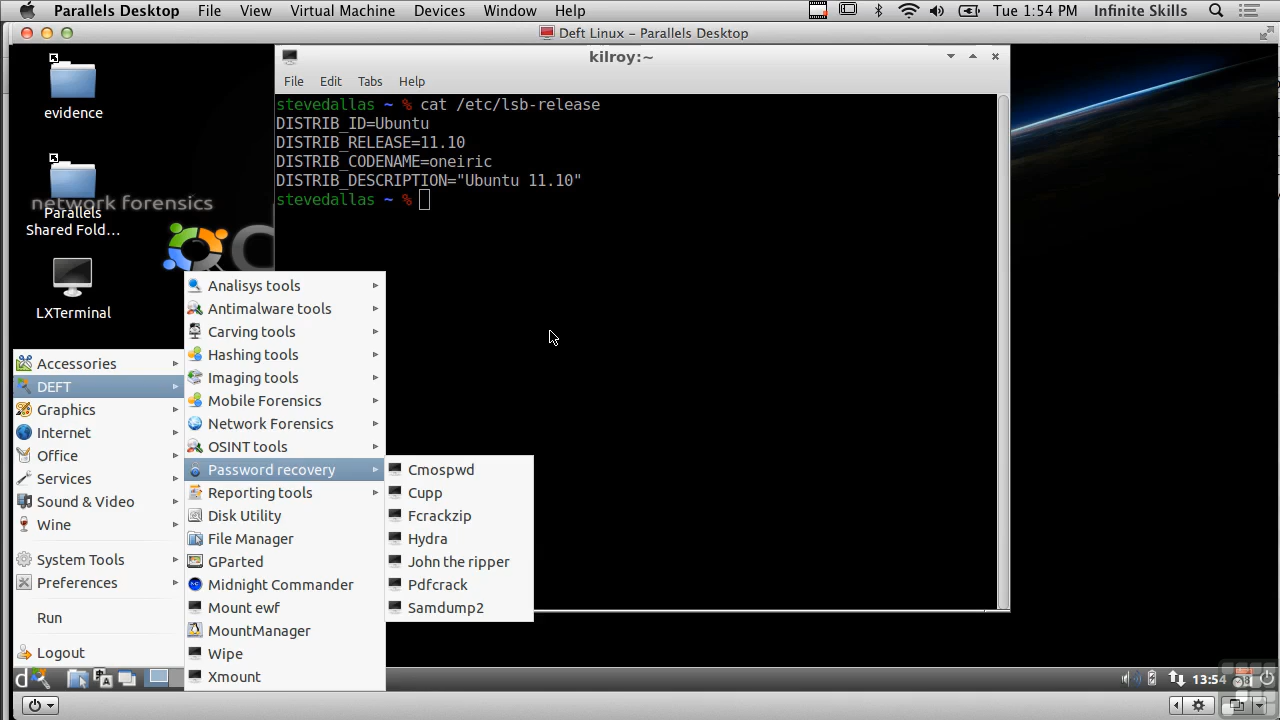 Parallels Desktop File View Virtual Machine Devices Window Help Tue 1:54 PM Infinite Skills
Deft Linux – Parallels Desktop
evidence
network forensics
Parallels
Shared Fold...
LXTerminal
kilroy:~
File Edit Tabs Help
stevedallas ~ % cat /etc/lsb-release
DISTRIB_ID=Ubuntu
DISTRIB_RELEASE=11.10
DISTRIB_CODENAME=oneiric
DISTRIB_DESCRIPTION="Ubuntu 11.10"
stevedallas ~ %
Accessories
DEFT
Graphics
Internet
Office
Services
Sound & Video
Wine
System Tools
Preferences
Run
Logout
Analisys tools
Antimalware tools
Carving tools
Hashing tools
Imaging tools
Mobile Forensics
Network Forensics
OSINT tools
Password recovery
Reporting tools
Disk Utility
File Manager
GParted
Midnight Commander
Mount ewf
MountManager
Wipe
Xmount
Cmospwd
Cupp
Fcrackzip
Hydra
John the ripper
Pdfcrack
Samdump2
13:54